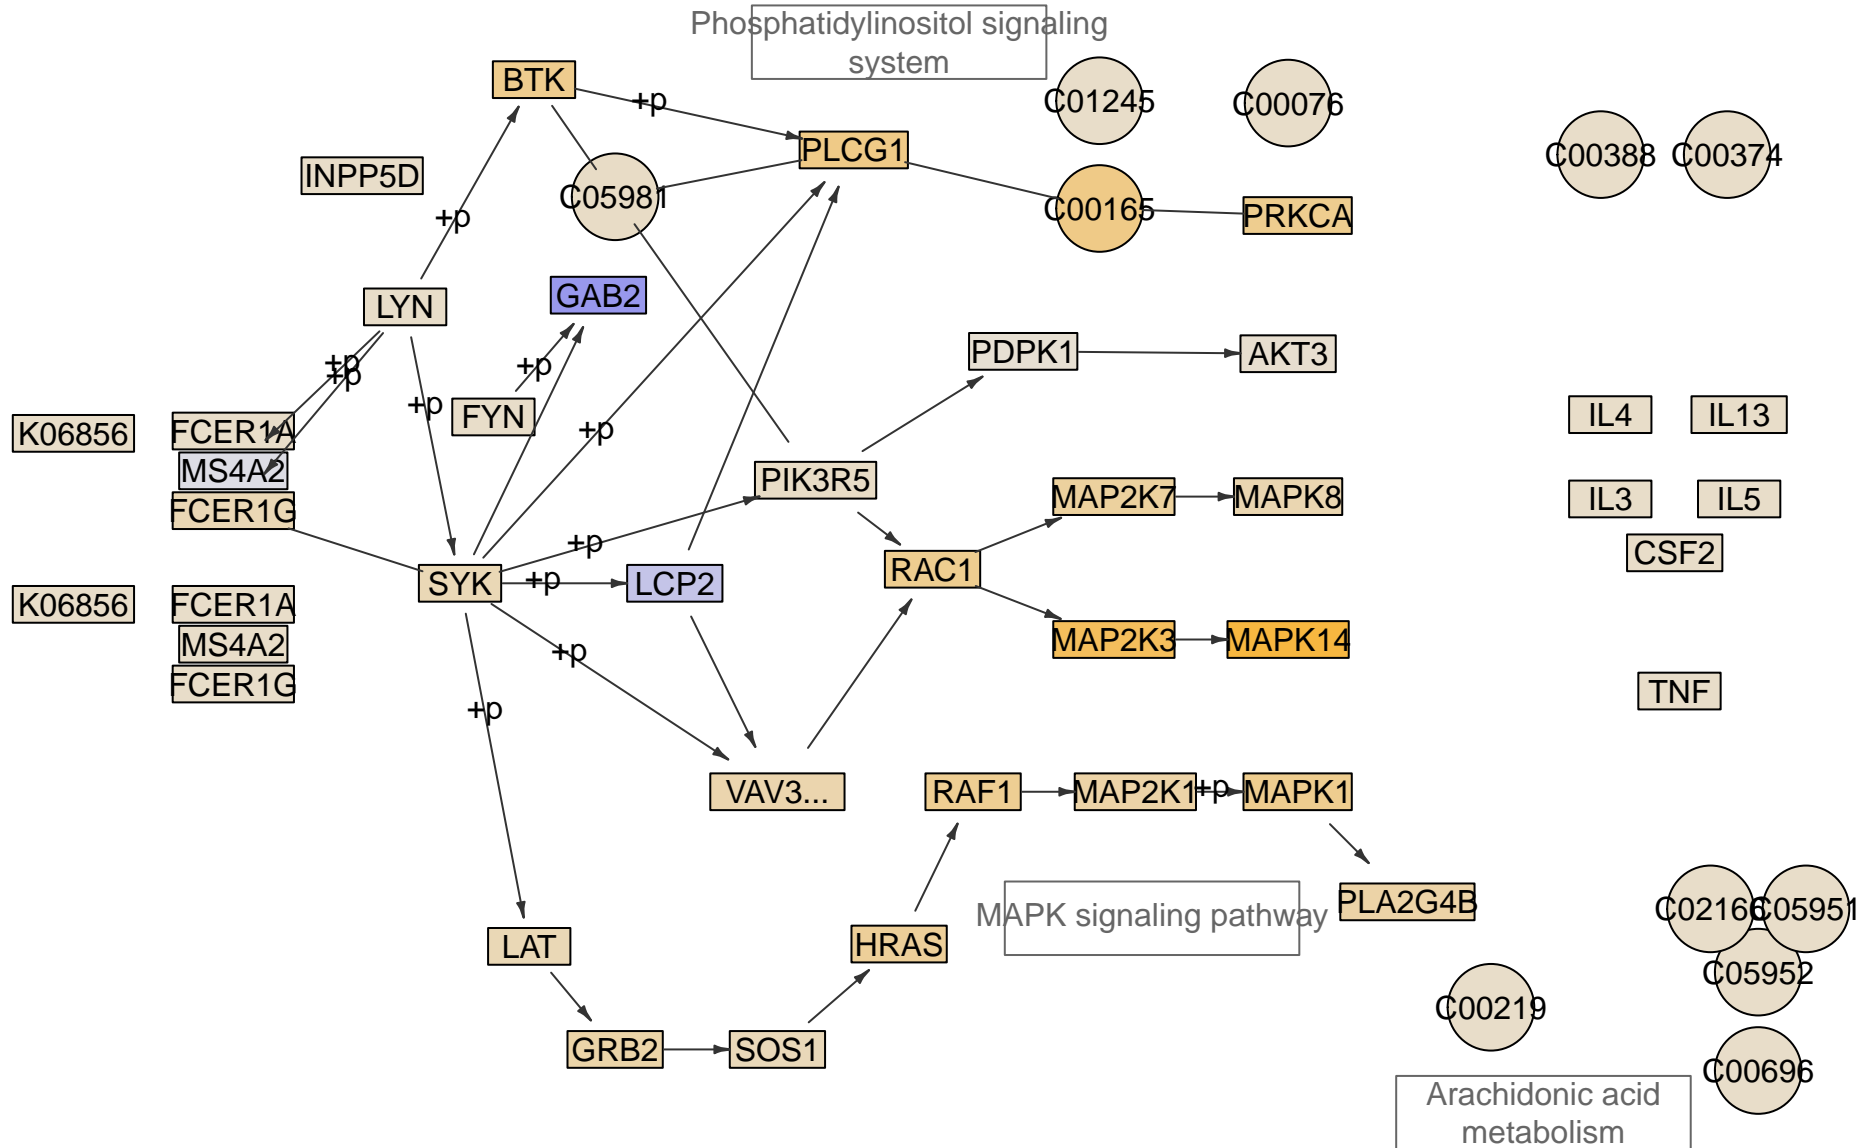 Phosphatidylinositol signaling
system
BTK
+p
C01245
C00076
PLCG1
C00388
C00374
INPP5D
C05981
C00165
PRKCA
+p
LYN
GAB2
PDPK1
AKT3
+p
+p
+p
+p
FYN
IL4
IL13
K06856
FCER1A
+p
MS4A2
PIK3R5
MAP2K7
MAPK8
IL3
IL5
FCER1G
+p
CSF2
SYK
+p
LCP2
RAC1
K06856
FCER1A
MS4A2
+p
MAP2K3
MAPK14
FCER1G
TNF
+p
VAV3...
RAF1
MAP2K1
+p
MAPK1
MAPK signaling pathway
PLA2G4B
C02166
C05951
LAT
HRAS
C05952
C00219
GRB2
SOS1
C00696
Arachidonic acid
metabolism